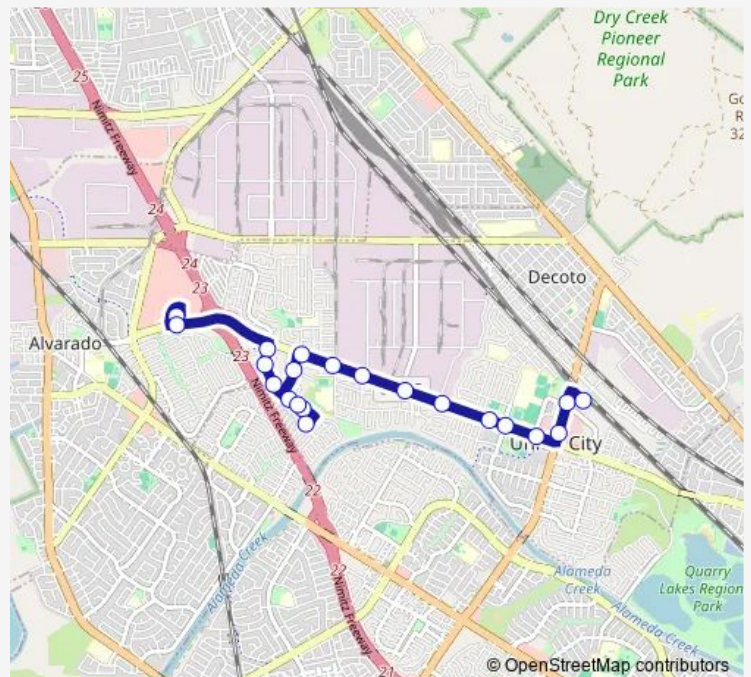 Dry Creek
Pioneer
Regional
Park
25
Nimitz Freeway
24
24
23
Decoto
Alvarado
23
Nimitz Freeway
City
22
22
Alameda Creek
Alameda
Creek
Alameda Creek
Quarry
Lakes Region
Park
Nimitz Freeway
21
© OpenStreetMap contributors